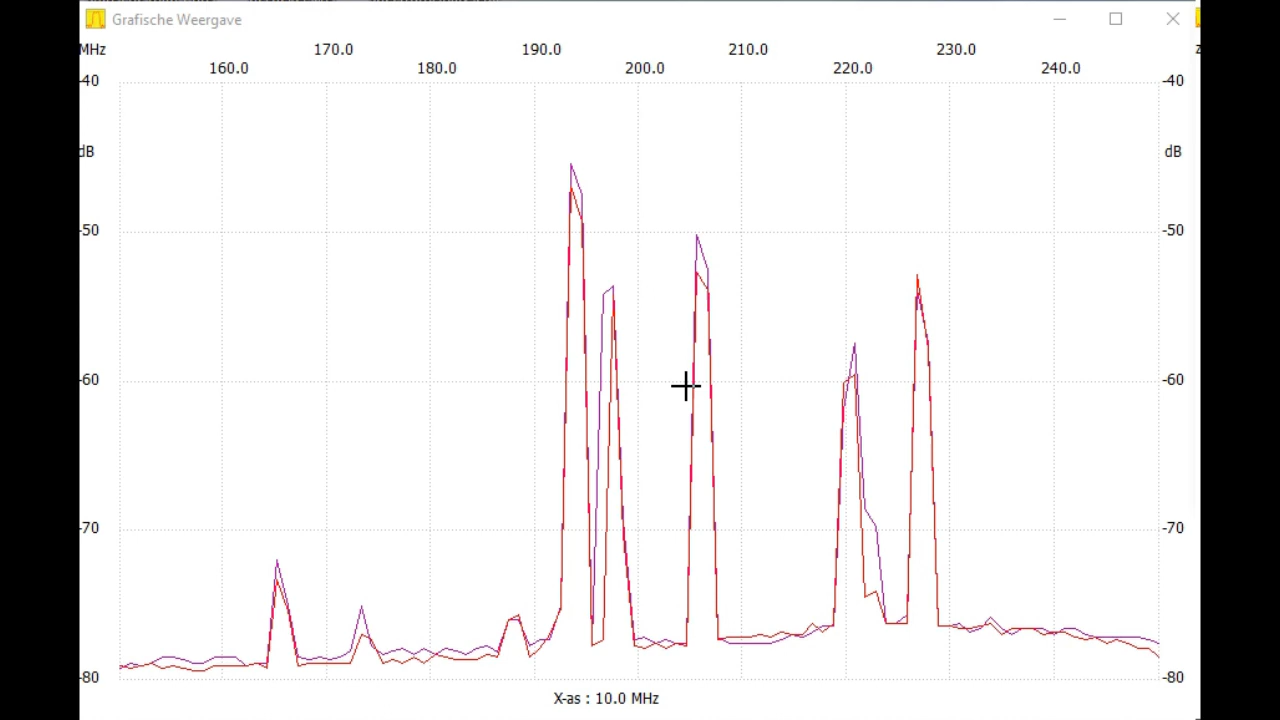 Grafische Weergave
MHz 170.0 190.0 210.0 230.0
160.0 180.0 200.0 220.0 240.0
-40 -40
dB dB
-50 -50
-60 -60
-70 -70
-80 -80
X-as : 10.0 MHz